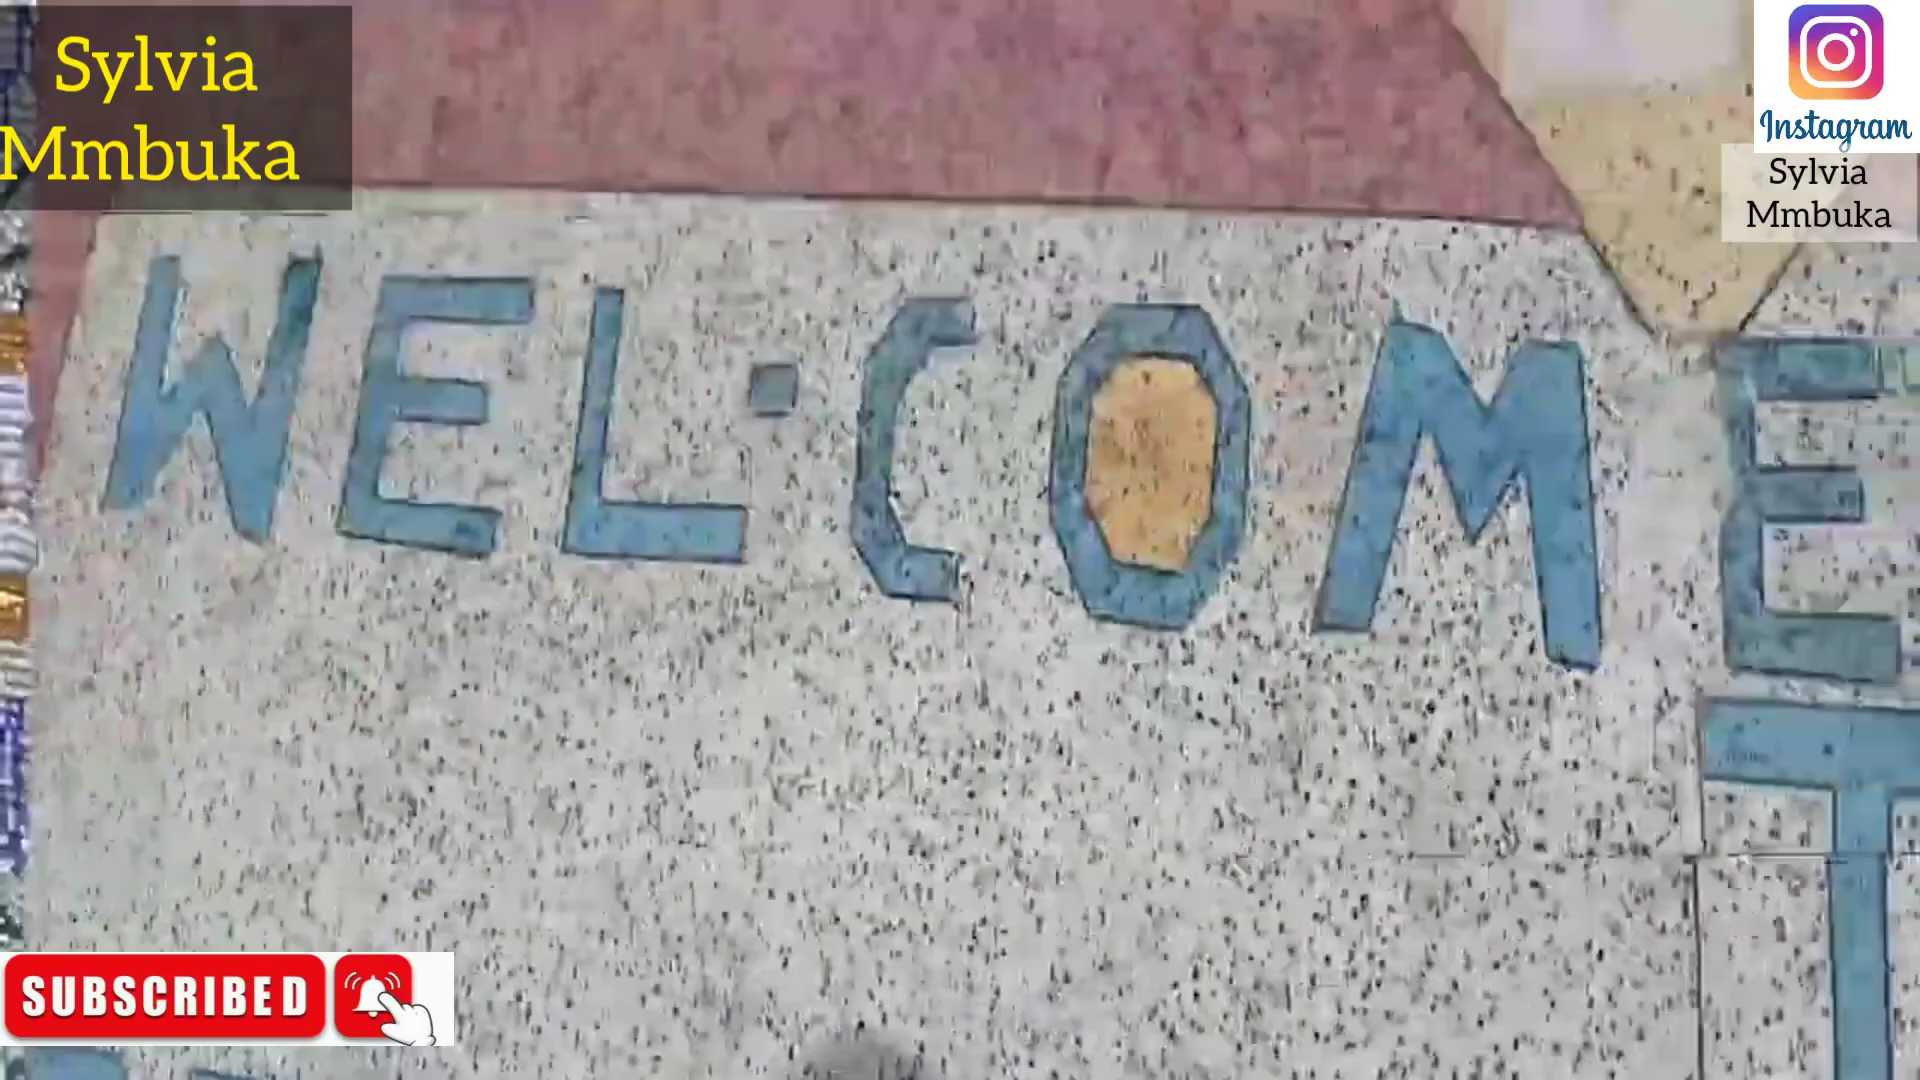 Sylvia
Mmbuka
Instagram
Sylvia
Mmbuka
WEL·COME
T
SUBSCRIBED